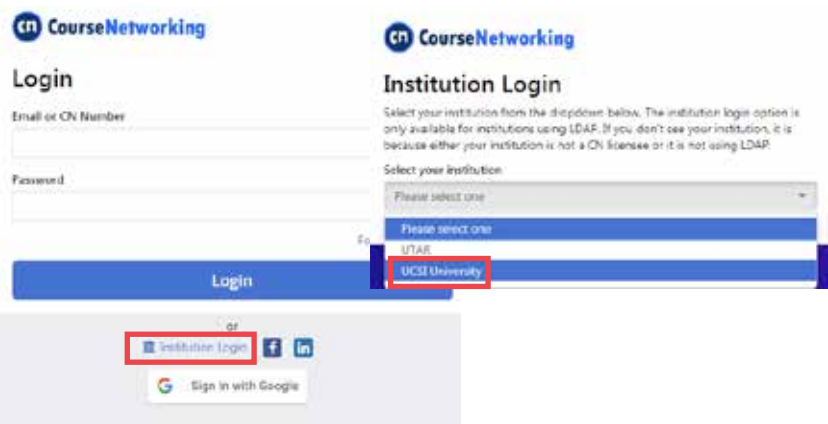 cn CourseNetworking
Login
Email or CN Number
Password
Fo
Login
or
Institution Login
Sign in with Google
cn CourseNetworking
Institution Login
Select your institution from the dropdown below. The institution login option is
only available for institutions using LDAP. If you don't see your institution, it is
because either your institution is not a CN licensee or it is not using LDAP.
Select your institution
Please select one
Please select one
UTAR
UCSI University